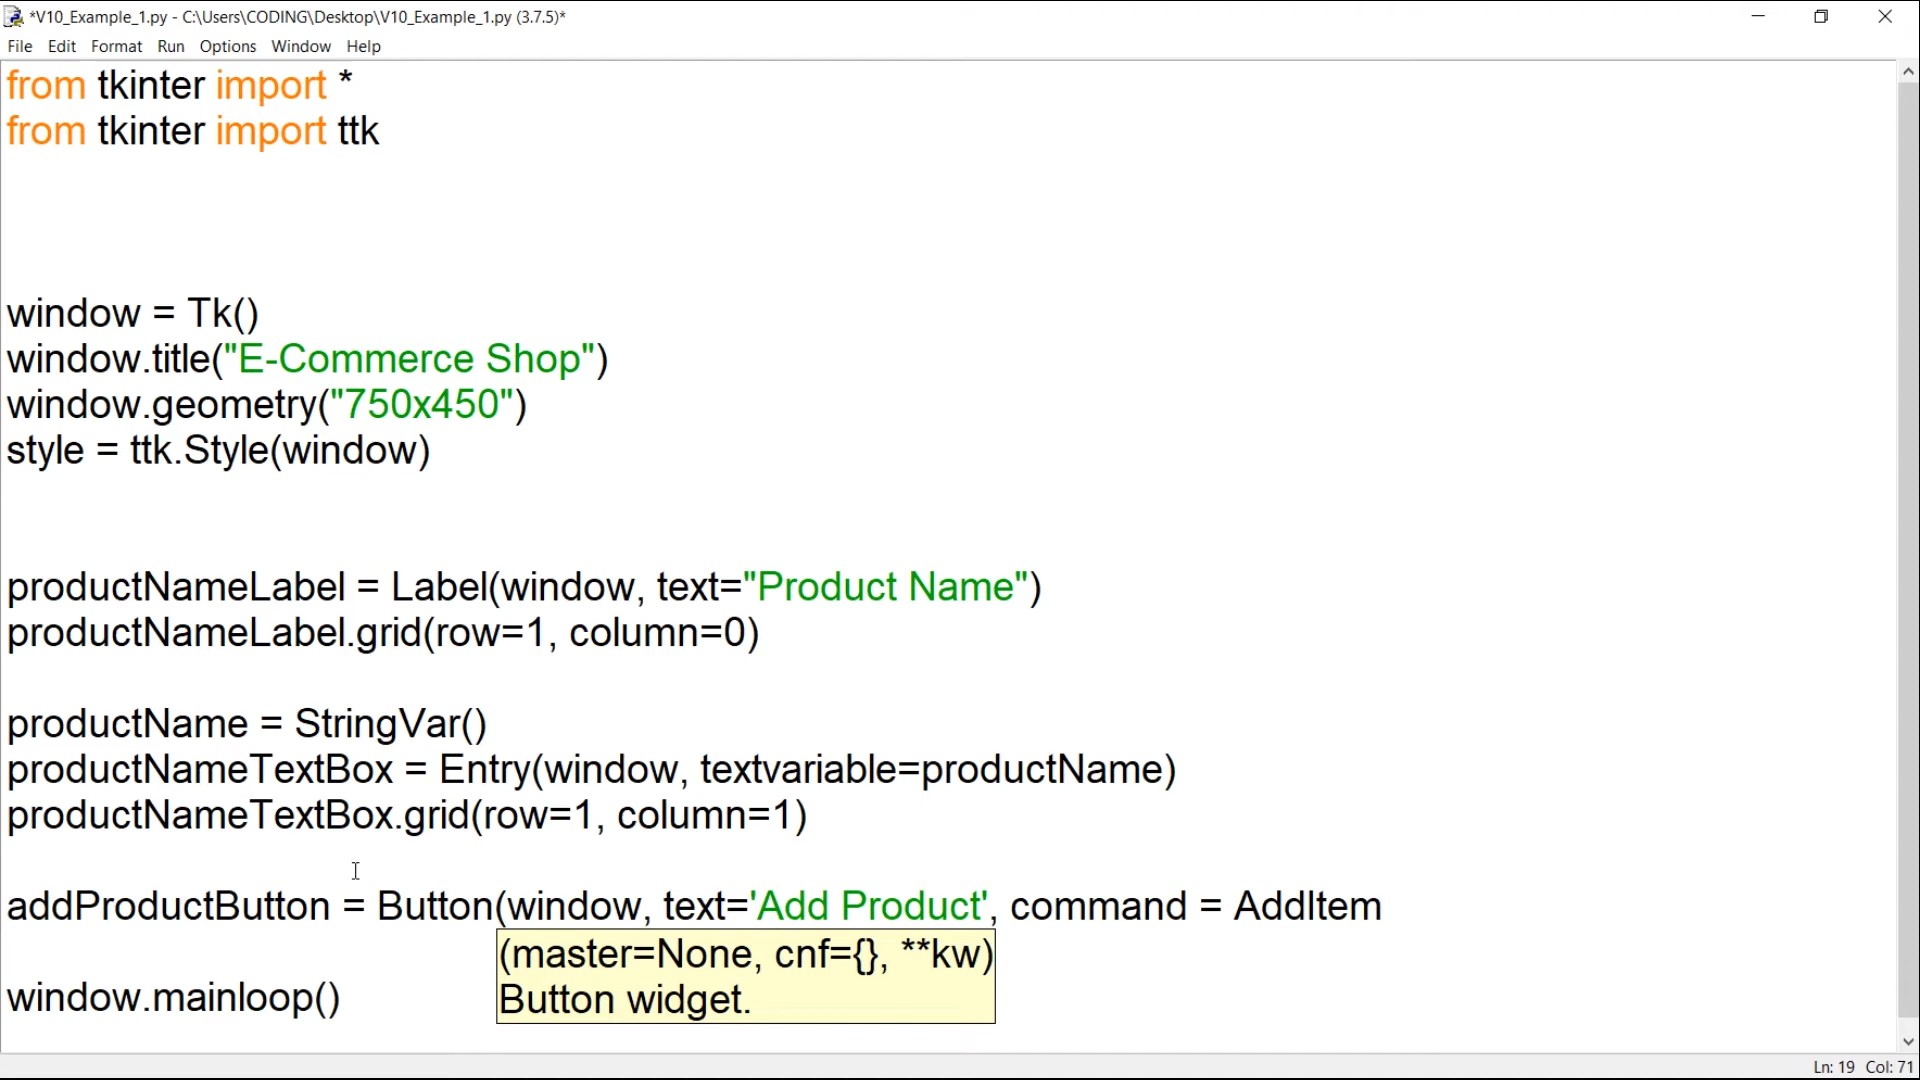 *V10_Example_1.py - C:\Users\CODING\Desktop\V10_Example_1.py (3.7.5)*
File Edit Format Run Options Window Help
from tkinter import *
from tkinter import ttk
window = Tk()
window.title("E-Commerce Shop")
window.geometry("750x450")
style = ttk.Style(window)
productNameLabel = Label(window, text="Product Name")
productNameLabel.grid(row=1, column=0)
productName = StringVar()
productNameTextBox = Entry(window, textvariable=productName)
productNameTextBox.grid(row=1, column=1)
addProductButton = Button(window, text='Add Product', command = AddItem
(master=None, cnf={}, **kw)
Button widget.
window.mainloop()
Ln: 19 Col: 71